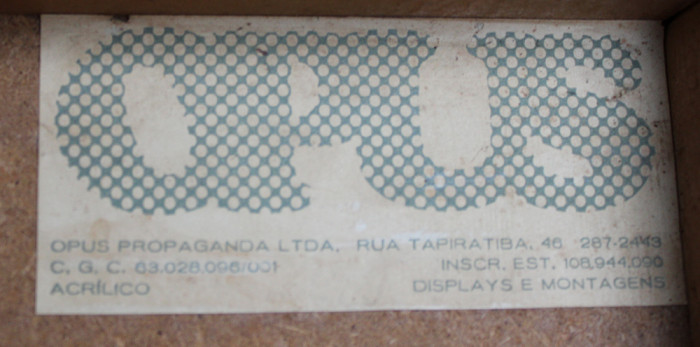 OPUS
OPUS PROPAGANDA LTDA. RUA TAPIRATIBA, 46 287-2443
C. G. C. 63.028.096/001 INSCR. EST. 108.944.090
ACRÍLICO DISPLAYS E MONTAGENS